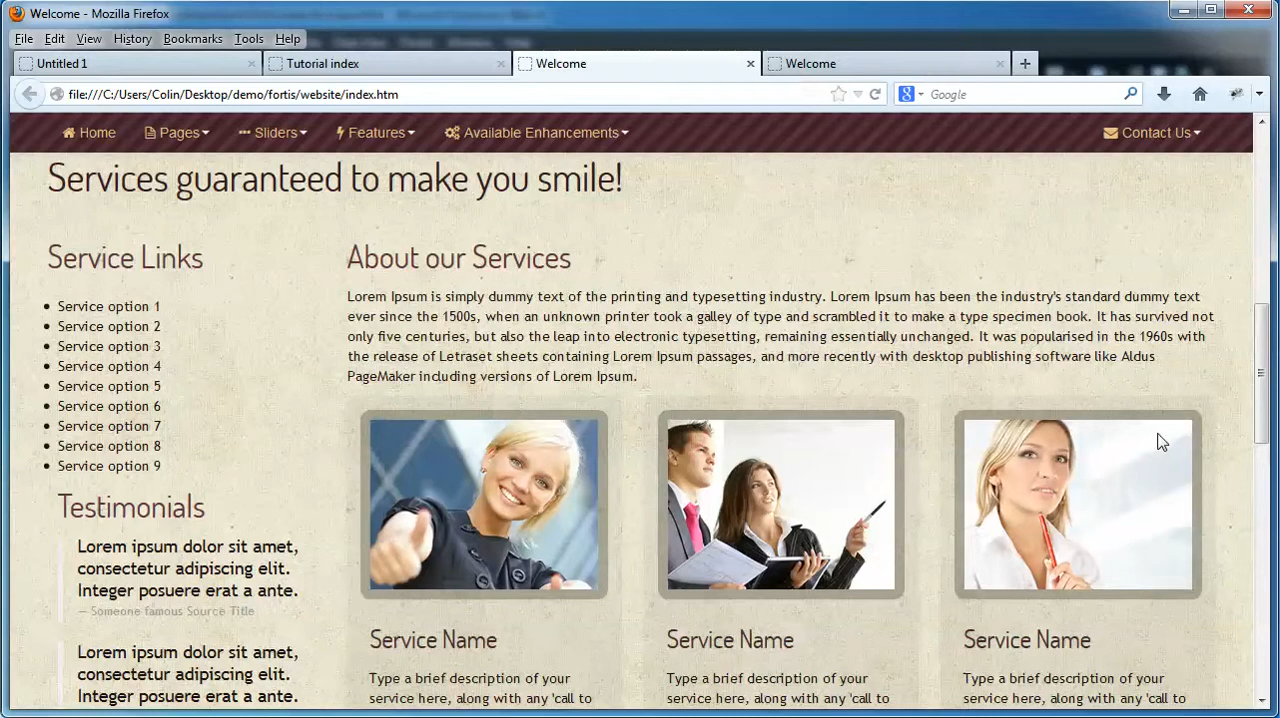 Welcome - Mozilla Firefox
File Edit View History Bookmarks Tools Help
Untitled 1
Tutorial index
Welcome
Welcome
file:///C:/Users/Colin/Desktop/demo/fortis/website/index.htm
Google
Home Pages Sliders Features Available Enhancements Contact Us
Services guaranteed to make you smile!
Service Links
Service option 1
Service option 2
Service option 3
Service option 4
Service option 5
Service option 6
Service option 7
Service option 8
Service option 9
Testimonials
Lorem ipsum dolor sit amet,
consectetur adipiscing elit.
Integer posuere erat a ante.
— Someone famous Source Title
Lorem ipsum dolor sit amet,
consectetur adipiscing elit.
Integer posuere erat a ante.
About our Services
Lorem Ipsum is simply dummy text of the printing and typesetting industry. Lorem Ipsum has been the industry's standard dummy text
ever since the 1500s, when an unknown printer took a galley of type and scrambled it to make a type specimen book. It has survived not
only five centuries, but also the leap into electronic typesetting, remaining essentially unchanged. It was popularised in the 1960s with
the release of Letraset sheets containing Lorem Ipsum passages, and more recently with desktop publishing software like Aldus
PageMaker including versions of Lorem Ipsum.
Service Name
Type a brief description of your
service here, along with any 'call to
Service Name
Type a brief description of your
service here, along with any 'call to
Service Name
Type a brief description of your
service here, along with any 'call to